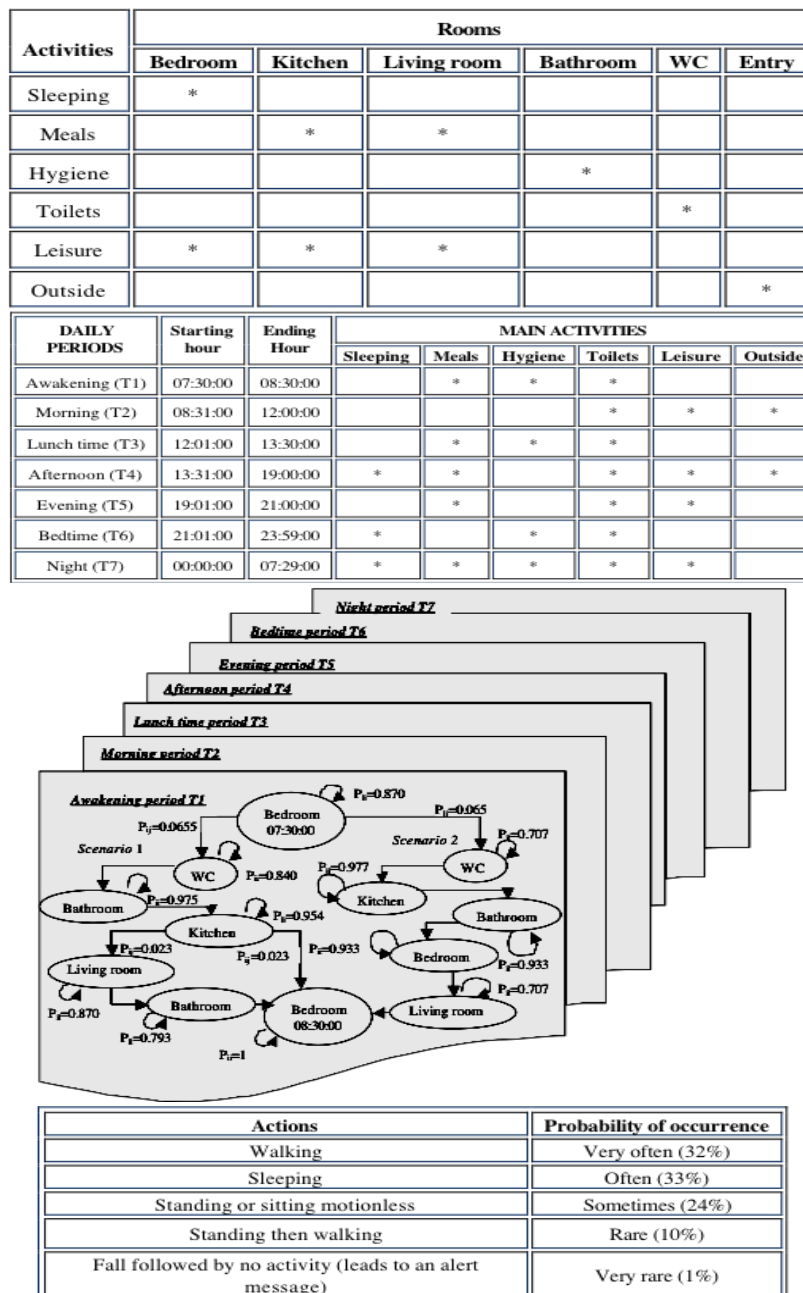 Activities Rooms
Bedroom Kitchen Living room Bathroom WC Entry
Sleeping *
Meals * *
Hygiene *
Toilets *
Leisure * * *
Outside *
DAILY PERIODS Starting hour Ending Hour MAIN ACTIVITIES
Sleeping Meals Hygiene Toilets Leisure Outside
Awakening (T1) 07:30:00 08:30:00 * * *
Morning (T2) 08:31:00 12:00:00 * * *
Lunch time (T3) 12:01:00 13:30:00 * * *
Afternoon (T4) 13:31:00 19:00:00 * * * * *
Evening (T5) 19:01:00 21:00:00 * * *
Bedtime (T6) 21:01:00 23:59:00 * * *
Night (T7) 00:00:00 07:29:00 * * * * *
Night period T7
Bedtime period T6
Evening period T5
Afternoon period T4
Lunch time period T3
Morning period T2
Awakening period T1
Pii=0.870
Bedroom
07:30:00
Pij=0.0655
Pij=0.065
Scenario 1
Scenario 2
Pii=0.707
WC
Pii=0.840
Pii=0.977
WC
Kitchen
Bathroom
Pii=0.975
Bathroom
Kitchen
Pii=0.954
Pij=0.023
Pij=0.023
Pii=0.933
Bedroom
Pii=0.933
Living room
Pii=0.870
Bathroom
Pii=0.793
Bedroom
08:30:00
Pii=0.707
Living room
Pii=1
Actions Probability of occurrence
Walking Very often (32%)
Sleeping Often (33%)
Standing or sitting motionless Sometimes (24%)
Standing then walking Rare (10%)
Fall followed by no activity (leads to an alert
message) Very rare (1%)